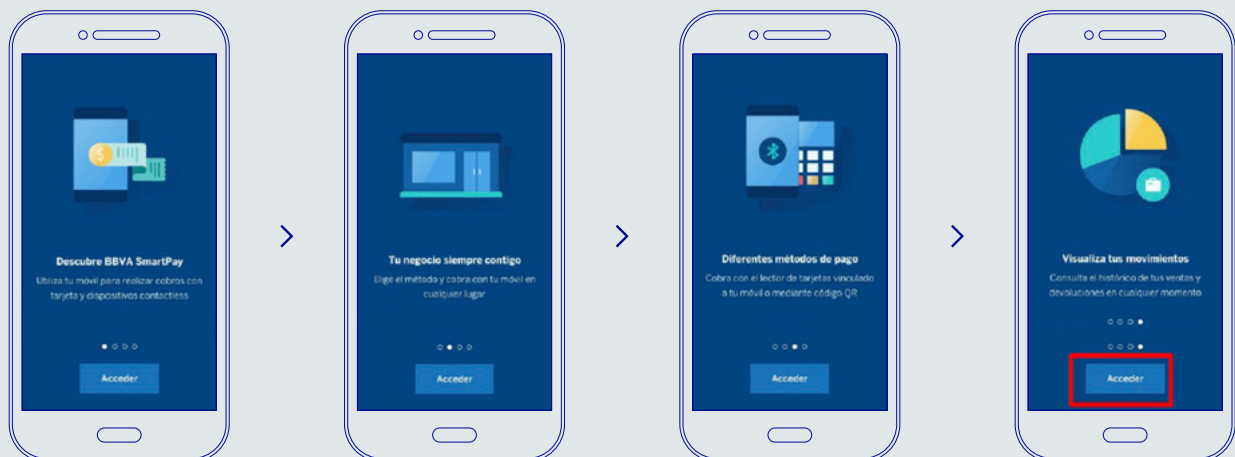 Descubre BBVA SmartPay
Utiliza tu móvil para realizar cobros con
tarjeta y dispositivos contactless
Acceder
Tu negocio siempre contigo
Elige el método y cobra con tu móvil en
cualquier lugar
Acceder
Diferentes métodos de pago
Cobra con el lector de tarjetas vinculado
a tu móvil o mediante código QR
Acceder
Visualiza tus movimientos
Consulta el histórico de tus ventas y
devoluciones en cualquier momento
Acceder